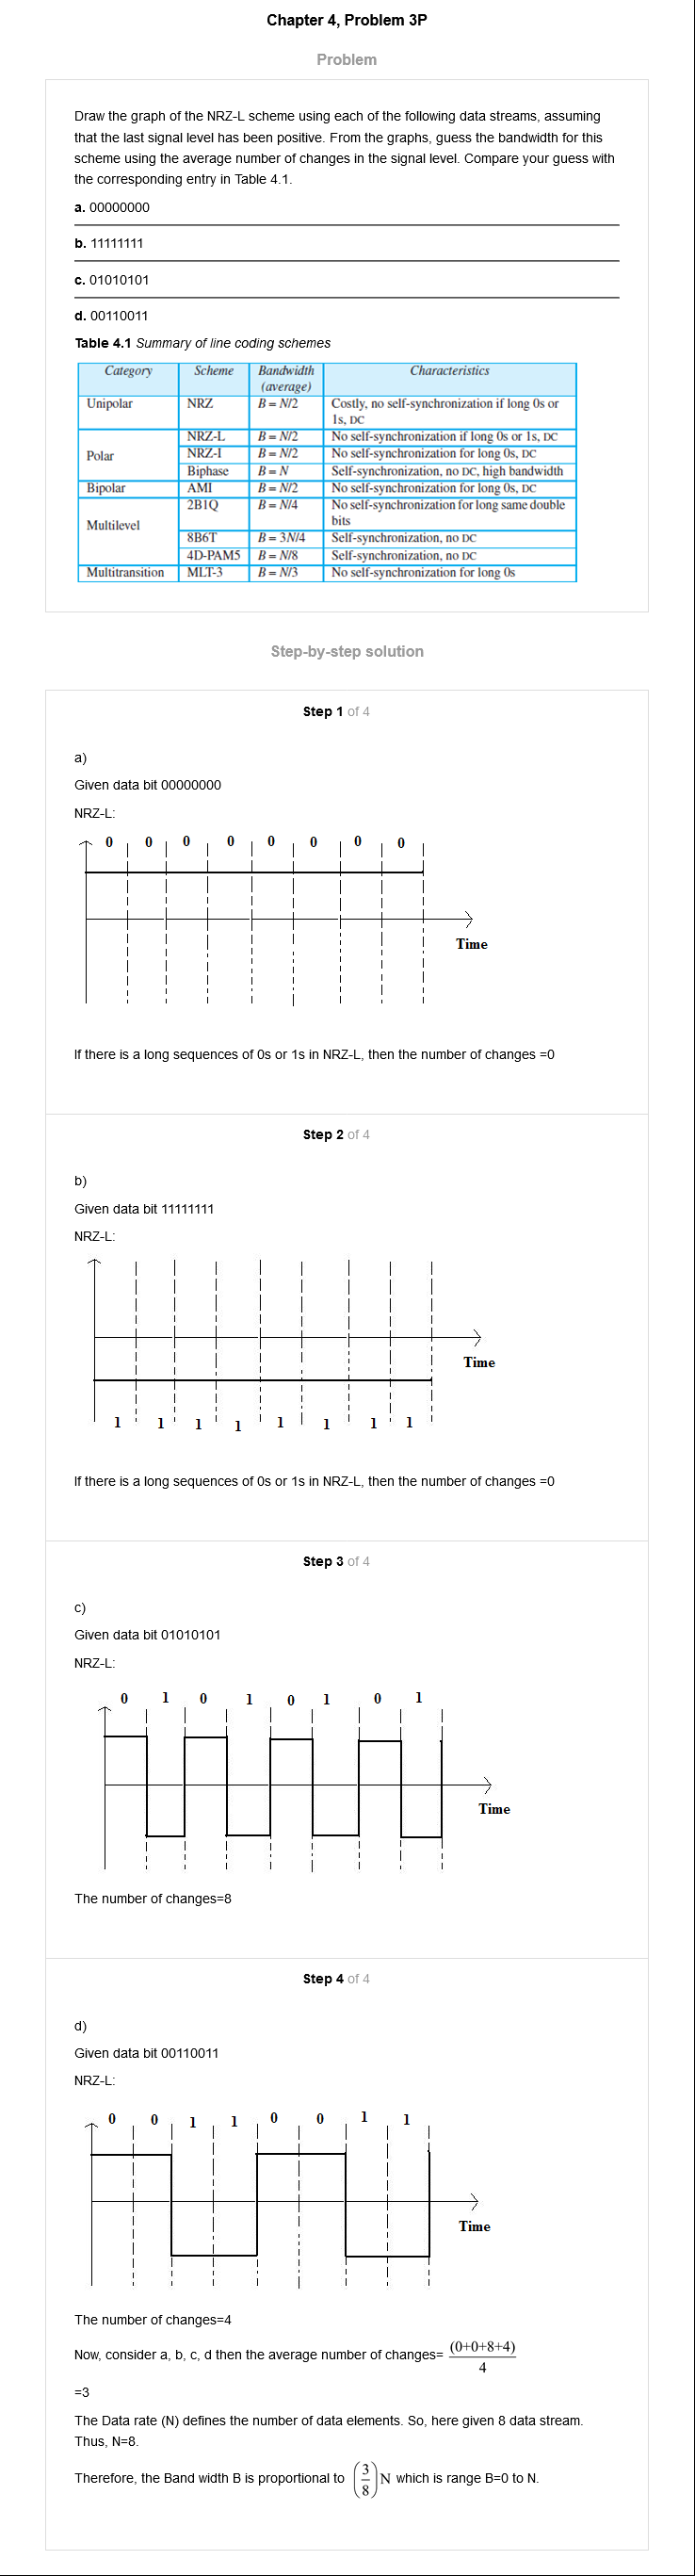 Chapter 4, Problem 3P
Problem
Draw the graph of the NRZ-L scheme using each of the following data streams, assuming
that the last signal level has been positive. From the graphs, guess the bandwidth for this
scheme using the average number of changes in the signal level. Compare your guess with
the corresponding entry in Table 4.1.
a. 00000000
b. 11111111
c. 01010101
d. 00110011
Table 4.1 Summary of line coding schemes
Category Scheme Bandwidth (average) Characteristics
Unipolar NRZ B = N/2 Costly, no self-synchronization if long 0s or
1s, DC
Polar NRZ-L B = N/2 No self-synchronization if long 0s or 1s, DC
NRZ-I B = N/2 No self-synchronization for long 0s, DC
Biphase B = N Self-synchronization, no DC, high bandwidth
Bipolar AMI B = N/2 No self-synchronization for long 0s, DC
Multilevel 2B1Q B = N/4 No self-synchronization for long same double
bits
8B6T B = 3N/4 Self-synchronization, no DC
4D-PAM5 B = N/8 Self-synchronization, no DC
Multitransition MLT-3 B = N/3 No self-synchronization for long 0s
Step-by-step solution
Step 1 of 4
a)
Given data bit 00000000
NRZ-L:
0 0 0 0 0 0 0 0
Time
If there is a long sequences of 0s or 1s in NRZ-L, then the number of changes =0
Step 2 of 4
b)
Given data bit 11111111
NRZ-L:
Time
1 1 1 1 1 1 1 1
If there is a long sequences of 0s or 1s in NRZ-L, then the number of changes =0
Step 3 of 4
c)
Given data bit 01010101
NRZ-L:
0 1 0 1 0 1 0 1
Time
The number of changes=8
Step 4 of 4
d)
Given data bit 00110011
NRZ-L:
0 0 1 1 0 0 1 1
Time
The number of changes=4
Now, consider a, b, c, d then the average number of changes= (0+0+8+4)/4
=3
The Data rate (N) defines the number of data elements. So, here given 8 data stream.
Thus, N=8.
Therefore, the Band width B is proportional to (3/8)N which is range B=0 to N.